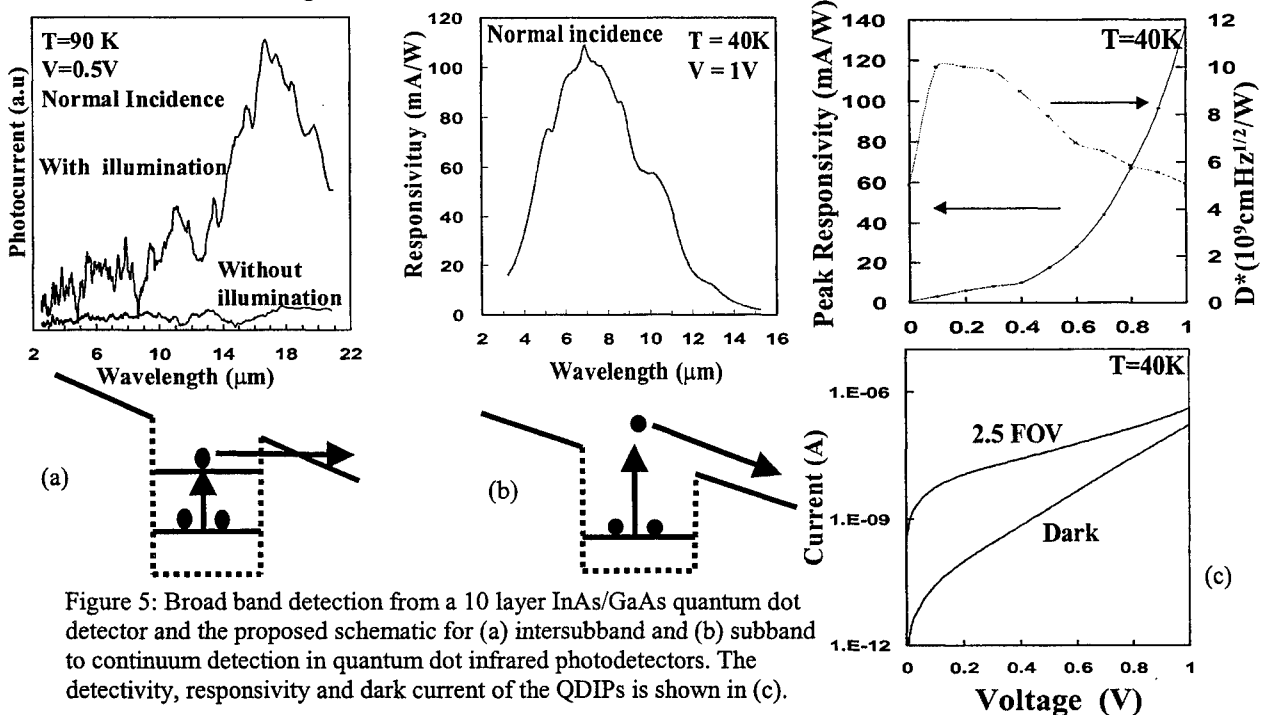 T=90 K
V=0.5V
Normal Incidence
With illumination
Without
illumination
Photocurrent (a.u)
2 6 10 14 18 22
Wavelength (μm)
(a)
Normal incidence
T = 40K
V = 1V
Responsivituy (mA/W)
120
100
80
60
40
20
0
2 4 6 8 10 12 14 16
Wavelength (μm)
(b)
T=40K
Peak Responsivity (mA/W)
140
120
100
80
60
40
20
0
12
10
8
6
4
2
0
D*(10⁹cmHz¹/²/W)
0 0.2 0.4 0.6 0.8 1
T=40K
1.E-06
1.E-09
1.E-12
Current (A)
2.5 FOV
Dark
0 0.2 0.4 0.6 0.8 1
Voltage (V)
(c)
Figure 5: Broad band detection from a 10 layer InAs/GaAs quantum dot
detector and the proposed schematic for (a) intersubband and (b) subband
to continuum detection in quantum dot infrared photodetectors. The
detectivity, responsivity and dark current of the QDIPs is shown in (c).